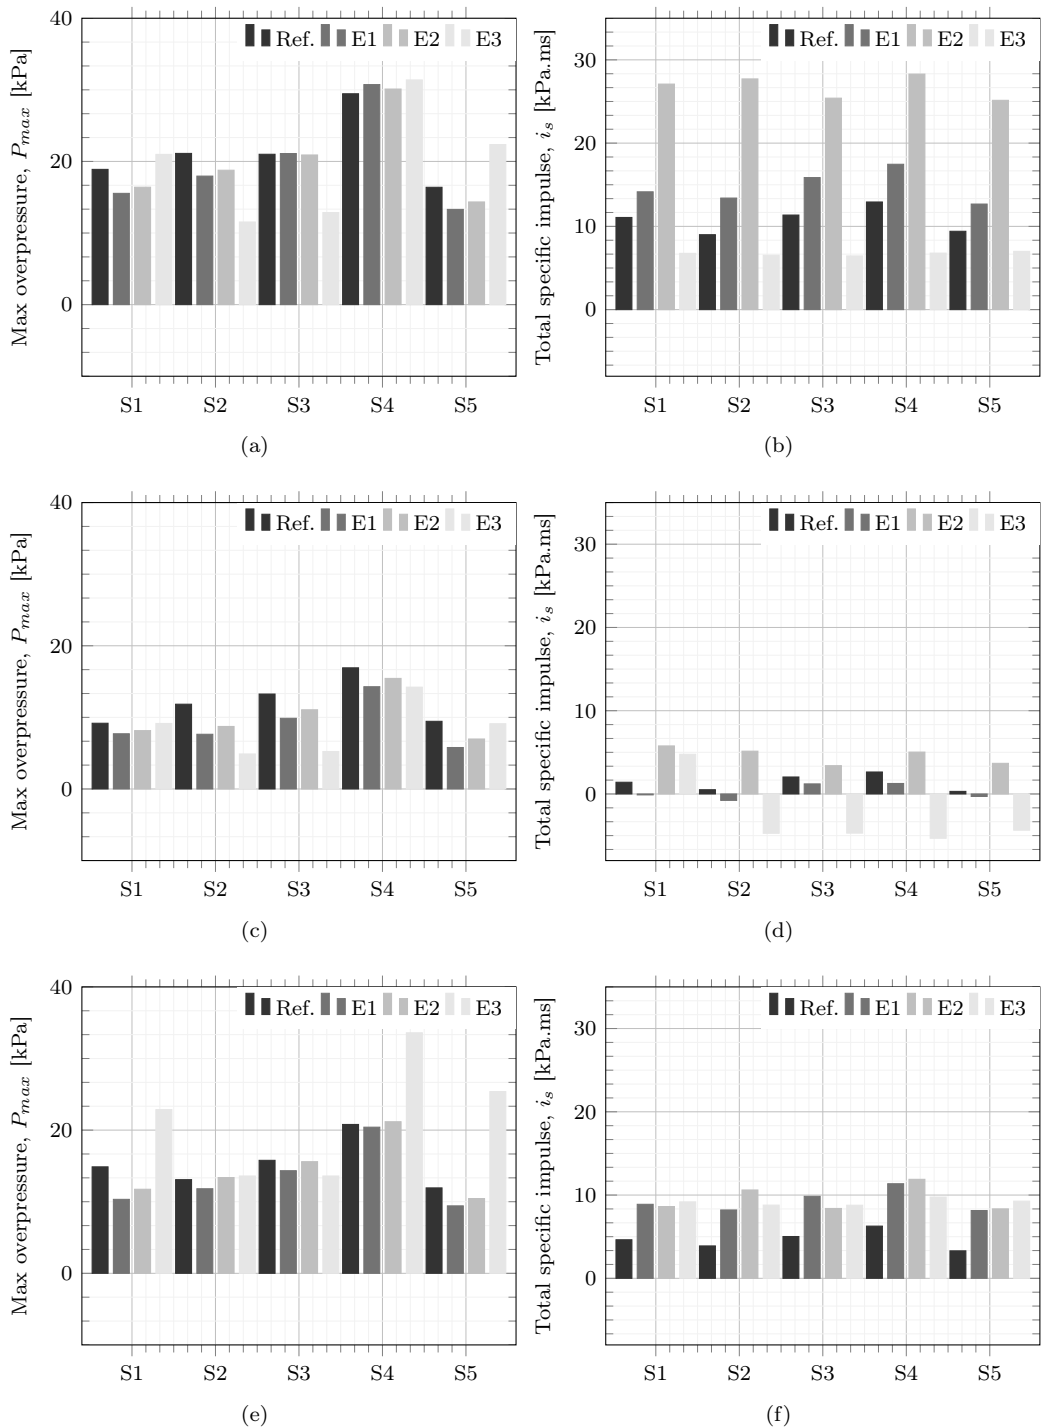 Max overpressure, P_max [kPa]
40
20
0
Ref. E1 E2 E3
S1 S2 S3 S4 S5
(a)
Total specific impulse, i_s [kPa.ms]
30
20
10
0
Ref. E1 E2 E3
S1 S2 S3 S4 S5
(b)
Max overpressure, P_max [kPa]
40
20
0
Ref. E1 E2 E3
S1 S2 S3 S4 S5
(c)
Total specific impulse, i_s [kPa.ms]
30
20
10
0
Ref. E1 E2 E3
S1 S2 S3 S4 S5
(d)
Max overpressure, P_max [kPa]
40
20
0
Ref. E1 E2 E3
S1 S2 S3 S4 S5
(e)
Total specific impulse, i_s [kPa.ms]
30
20
10
0
Ref. E1 E2 E3
S1 S2 S3 S4 S5
(f)